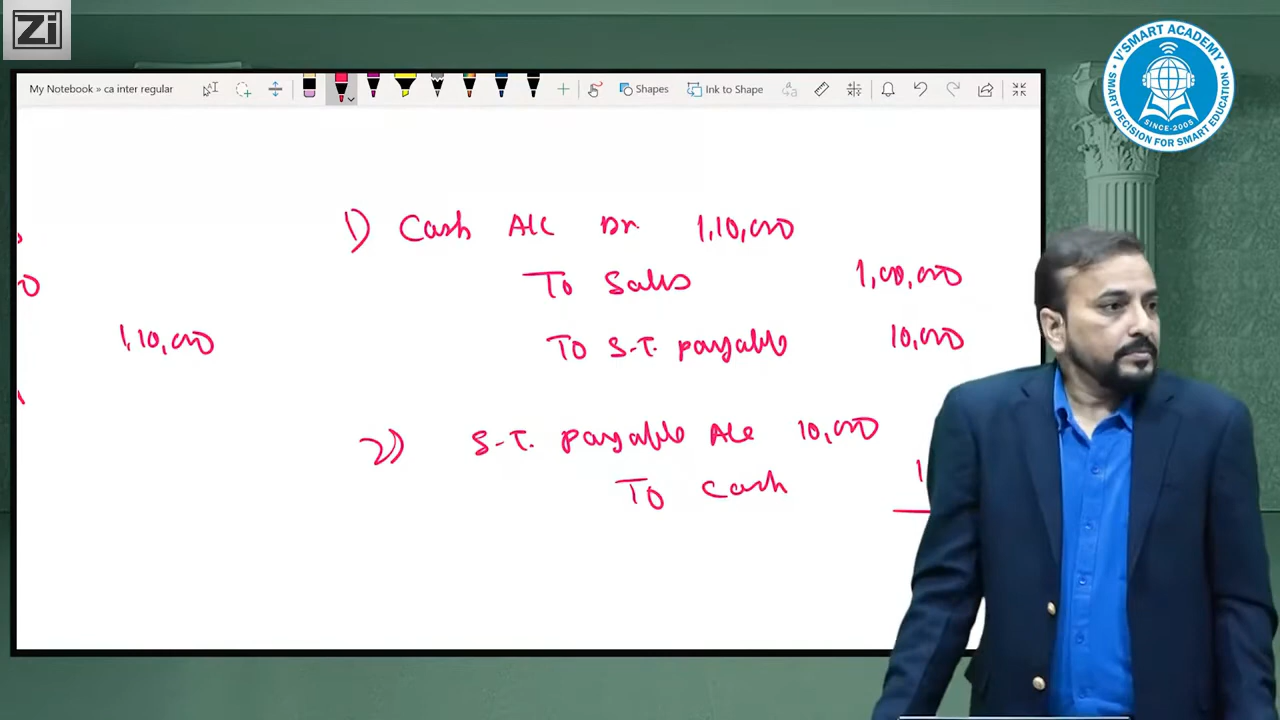 Zi
V'SMART ACADEMY
SMART DECISION FOR SMART EDUCATION
SINCE-2005
My Notebook » ca inter regular
Shapes
Ink to Shape
1) Cash A/c Dr. 1,10,000
To Sales 1,00,000
1,10,000
To S.T. payable 10,000
2) S.T. payable A/c 10,000
To cash 1